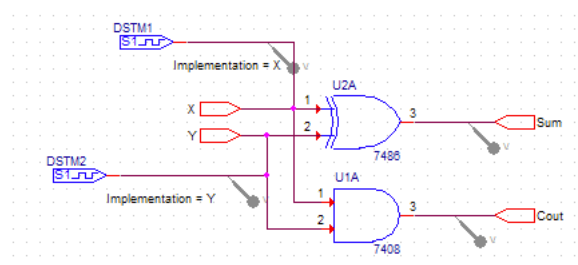 DSTM1
S1
Implementation = X
V
U2A
X
1
3
Sum
Y
2
V
7486
DSTM2
S1
U1A
Implementation = Y
V
1
3
Cout
2
V
7408